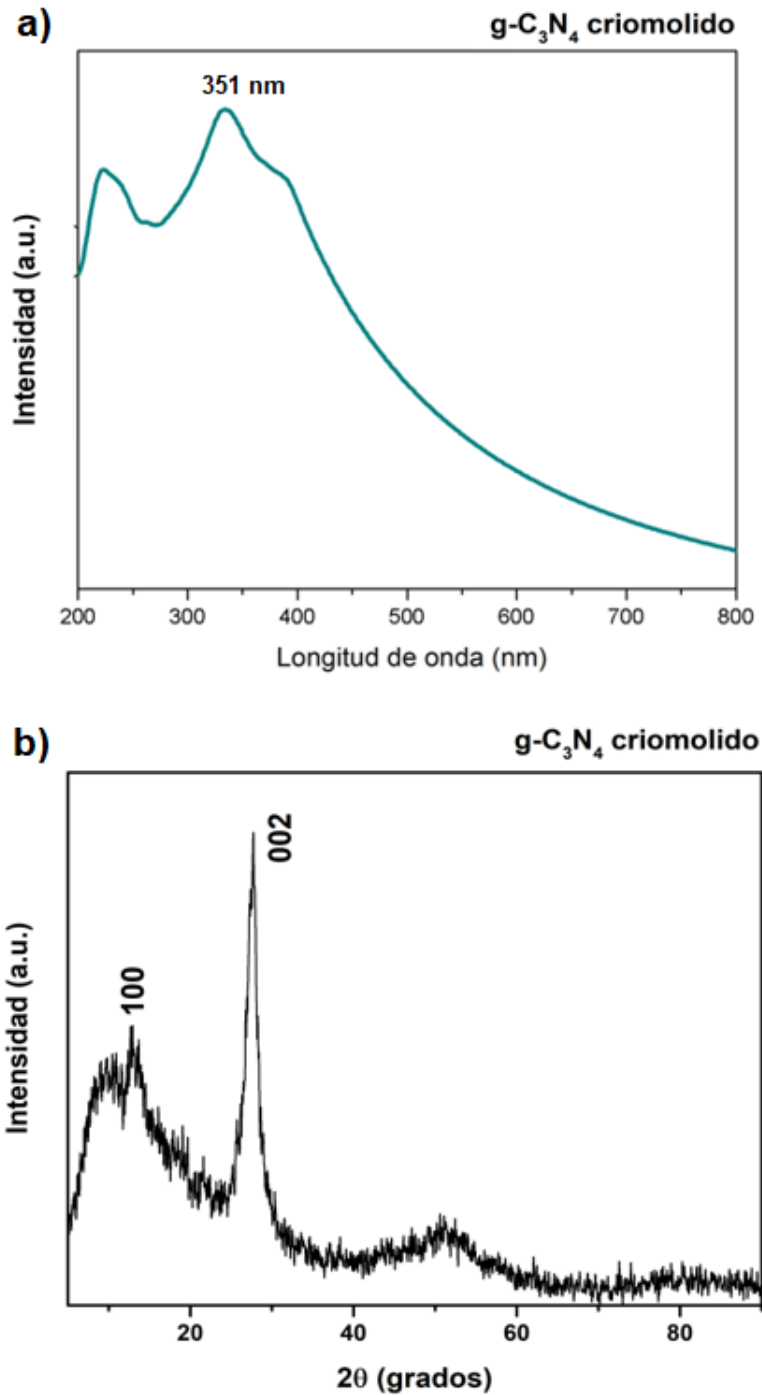 a)
g-C₃N₄ criomolido
351 nm
Intensidad (a.u.)
200 300 400 500 600 700 800
Longitud de onda (nm)
b)
g-C₃N₄ criomolido
002
100
Intensidad (a.u.)
20 40 60 80
2θ (grados)